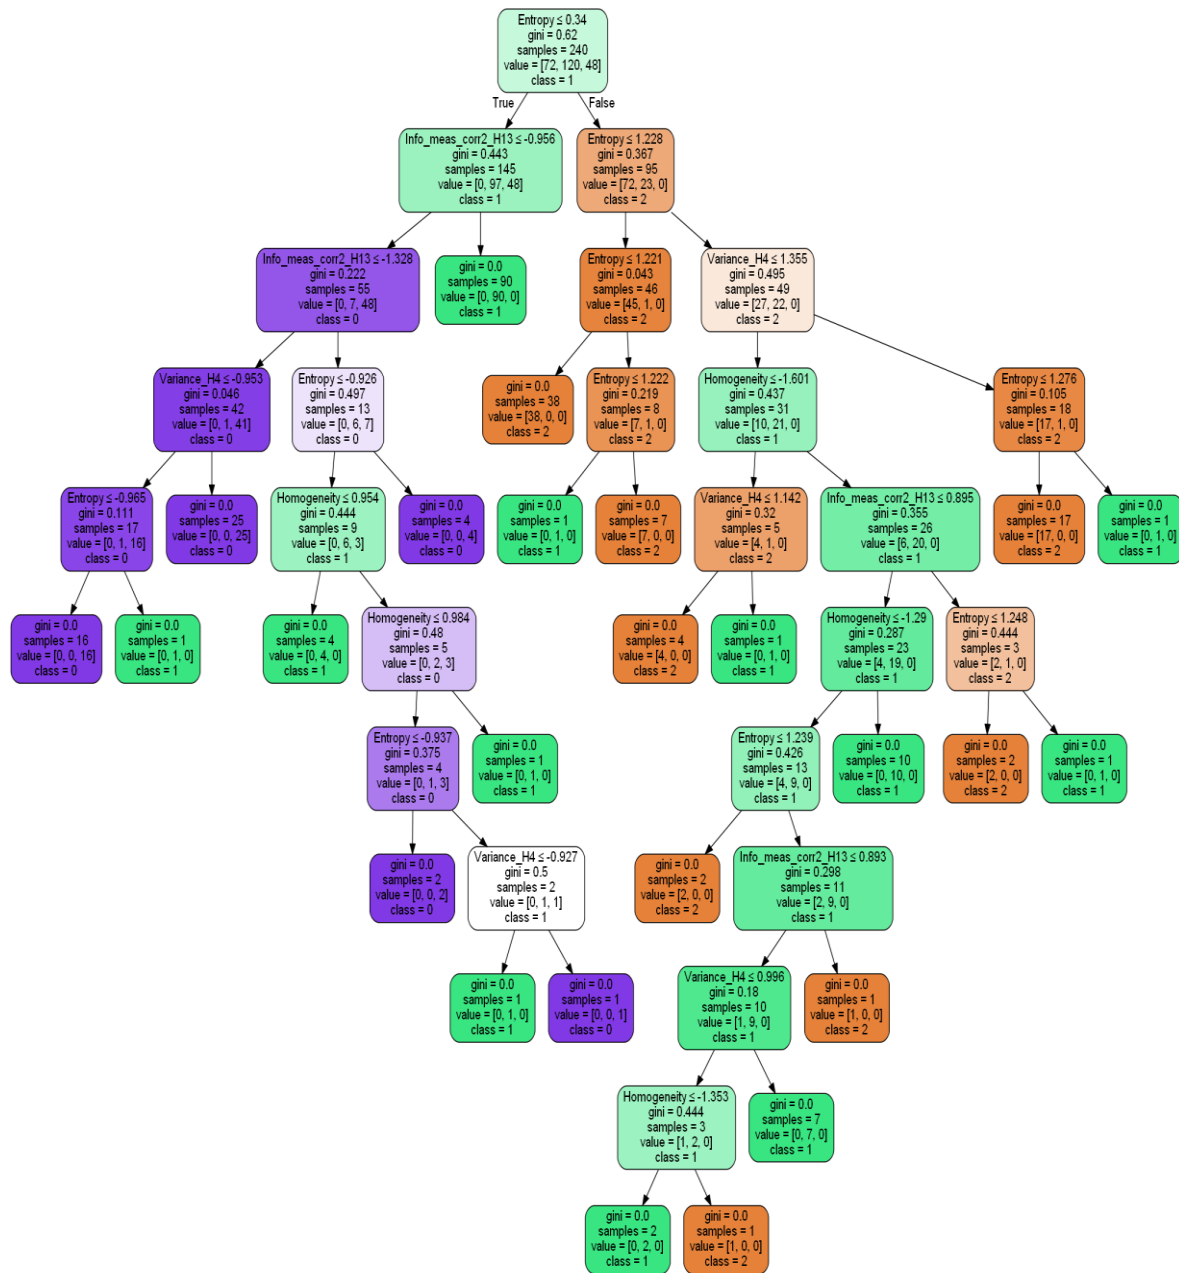 Entropy ≤ 0.34
gini = 0.62
samples = 240
value = [72, 120, 48]
class = 1
True
False
Info_meas_corr2_H13 ≤ -0.956
gini = 0.443
samples = 145
value = [0, 97, 48]
class = 1
Entropy ≤ 1.228
gini = 0.367
samples = 95
value = [72, 23, 0]
class = 2
Info_meas_corr2_H13 ≤ -1.328
gini = 0.222
samples = 55
value = [0, 7, 48]
class = 0
gini = 0.0
samples = 90
value = [0, 90, 0]
class = 1
Entropy ≤ 1.221
gini = 0.043
samples = 46
value = [45, 1, 0]
class = 2
Variance_H4 ≤ 1.355
gini = 0.495
samples = 49
value = [27, 22, 0]
class = 2
Variance_H4 ≤ -0.953
gini = 0.046
samples = 42
value = [0, 1, 41]
class = 0
Entropy ≤ -0.926
gini = 0.497
samples = 13
value = [0, 6, 7]
class = 0
gini = 0.0
samples = 38
value = [38, 0, 0]
class = 2
Entropy ≤ 1.222
gini = 0.219
samples = 8
value = [7, 1, 0]
class = 2
Homogeneity ≤ -1.601
gini = 0.437
samples = 31
value = [10, 21, 0]
class = 1
Entropy ≤ 1.276
gini = 0.105
samples = 18
value = [17, 1, 0]
class = 2
Entropy ≤ -0.965
gini = 0.111
samples = 17
value = [0, 1, 16]
class = 0
gini = 0.0
samples = 25
value = [0, 0, 25]
class = 0
Homogeneity ≤ 0.954
gini = 0.444
samples = 9
value = [0, 6, 3]
class = 1
gini = 0.0
samples = 4
value = [0, 0, 4]
class = 0
gini = 0.0
samples = 1
value = [0, 1, 0]
class = 1
gini = 0.0
samples = 7
value = [7, 0, 0]
class = 2
Variance_H4 ≤ 1.142
gini = 0.32
samples = 5
value = [4, 1, 0]
class = 2
Info_meas_corr2_H13 ≤ 0.895
gini = 0.355
samples = 26
value = [6, 20, 0]
class = 1
gini = 0.0
samples = 17
value = [17, 0, 0]
class = 2
gini = 0.0
samples = 1
value = [0, 1, 0]
class = 1
gini = 0.0
samples = 16
value = [0, 0, 16]
class = 0
gini = 0.0
samples = 1
value = [0, 1, 0]
class = 1
gini = 0.0
samples = 4
value = [0, 4, 0]
class = 1
Homogeneity ≤ 0.984
gini = 0.48
samples = 5
value = [0, 2, 3]
class = 0
gini = 0.0
samples = 4
value = [4, 0, 0]
class = 2
gini = 0.0
samples = 1
value = [0, 1, 0]
class = 1
Homogeneity ≤ -1.29
gini = 0.287
samples = 23
value = [4, 19, 0]
class = 1
Entropy ≤ 1.248
gini = 0.444
samples = 3
value = [2, 1, 0]
class = 2
Entropy ≤ -0.937
gini = 0.375
samples = 4
value = [0, 1, 3]
class = 0
gini = 0.0
samples = 1
value = [0, 1, 0]
class = 1
Entropy ≤ 1.239
gini = 0.426
samples = 13
value = [4, 9, 0]
class = 1
gini = 0.0
samples = 10
value = [0, 10, 0]
class = 1
gini = 0.0
samples = 2
value = [2, 0, 0]
class = 2
gini = 0.0
samples = 1
value = [0, 1, 0]
class = 1
gini = 0.0
samples = 2
value = [0, 0, 2]
class = 0
Variance_H4 ≤ -0.927
gini = 0.5
samples = 2
value = [0, 1, 1]
class = 1
gini = 0.0
samples = 2
value = [2, 0, 0]
class = 2
Info_meas_corr2_H13 ≤ 0.893
gini = 0.298
samples = 11
value = [2, 9, 0]
class = 1
gini = 0.0
samples = 1
value = [0, 1, 0]
class = 1
gini = 0.0
samples = 1
value = [0, 0, 1]
class = 0
Variance_H4 ≤ 0.996
gini = 0.18
samples = 10
value = [1, 9, 0]
class = 1
gini = 0.0
samples = 1
value = [1, 0, 0]
class = 2
Homogeneity ≤ -1.353
gini = 0.444
samples = 3
value = [1, 2, 0]
class = 1
gini = 0.0
samples = 7
value = [0, 7, 0]
class = 1
gini = 0.0
samples = 2
value = [0, 2, 0]
class = 1
gini = 0.0
samples = 1
value = [1, 0, 0]
class = 2